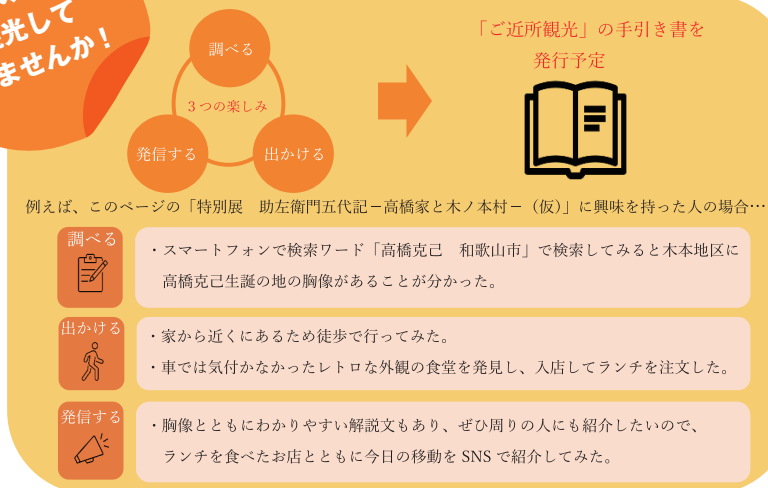 光して
ませんか！
「ご近所観光」の手引き書を
発行予定
調べる
３つの楽しみ
発信する
出かける
例えば、このページの「特別展　助左衛門五代記－高橋家と木ノ本村－（仮）」に興味を持った人の場合…
調べる
・スマートフォンで検索ワード「高橋克己　和歌山市」で検索してみると木本地区に
高橋克己生誕の地の胸像があることが分かった。
出かける
・家から近くにあるため徒歩で行ってみた。
・車では気付かなかったレトロな外観の食堂を発見し、入店してランチを注文した。
発信する
・胸像とともにわかりやすい解説文もあり、ぜひ周りの人にも紹介したいので、
ランチを食べたお店とともに今日の移動を SNS で紹介してみた。